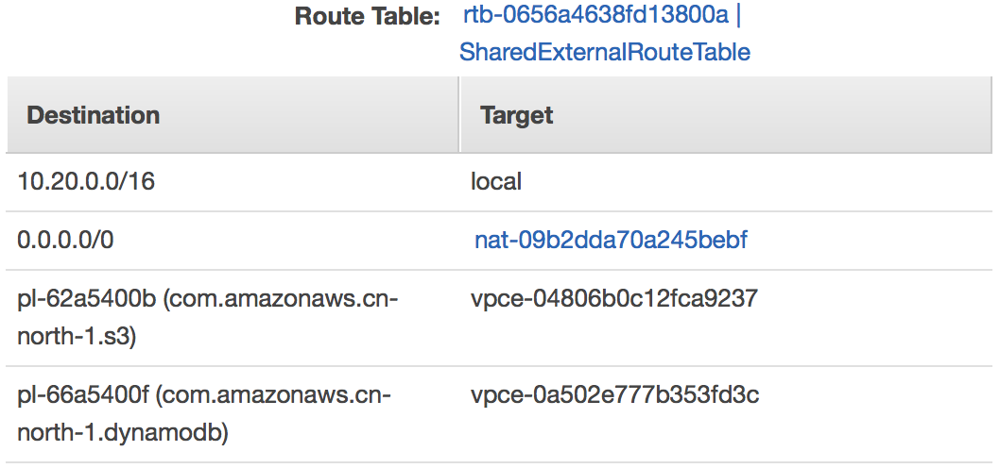 Route Table: rtb-0656a4638fd13800a |
SharedExternalRouteTable
Destination Target
10.20.0.0/16 local
0.0.0.0/0 nat-09b2dda70a245bebf
pl-62a5400b (com.amazonaws.cn- vpce-04806b0c12fca9237
north-1.s3)
pl-66a5400f (com.amazonaws.cn- vpce-0a502e777b353fd3c
north-1.dynamodb)